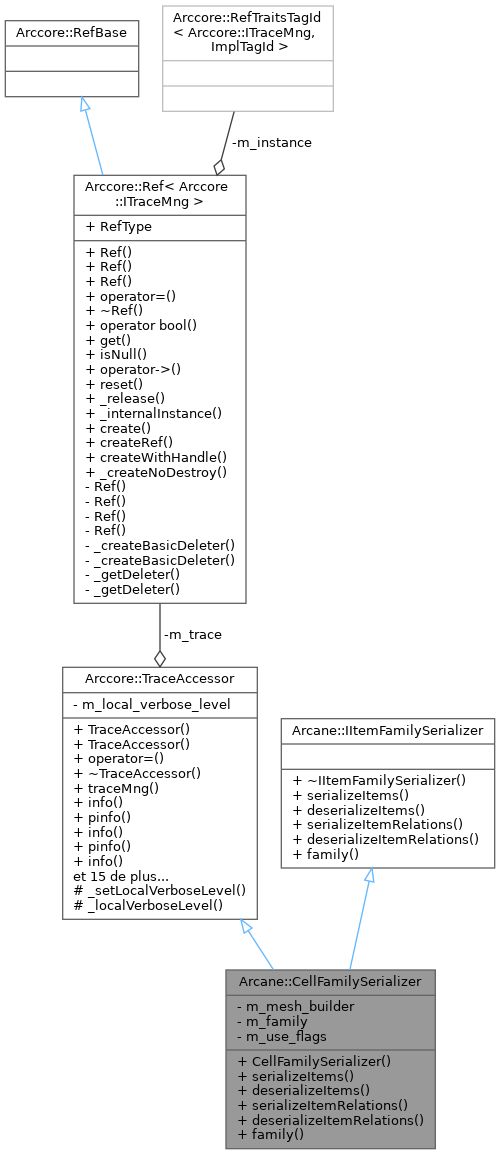 Arccore::RefBase
Arccore::RefTraitsTagId
< Arccore::ITraceMng,
ImplTagId >
-m_instance
Arccore::Ref< Arccore
::ITraceMng >
+ RefType
+ Ref()
+ Ref()
+ Ref()
+ operator=()
+ ~Ref()
+ operator bool()
+ get()
+ isNull()
+ operator->()
+ reset()
+ _release()
+ _internalInstance()
+ create()
+ createRef()
+ createWithHandle()
+ _createNoDestroy()
- Ref()
- Ref()
- Ref()
- Ref()
- _createBasicDeleter()
- _createBasicDeleter()
- _getDeleter()
- _getDeleter()
-m_trace
Arccore::TraceAccessor
- m_local_verbose_level
+ TraceAccessor()
+ TraceAccessor()
+ operator=()
+ ~TraceAccessor()
+ traceMng()
+ info()
+ pinfo()
+ info()
+ pinfo()
+ info()
et 15 de plus...
# _setLocalVerboseLevel()
# _localVerboseLevel()
Arcane::IItemFamilySerializer
+ ~IItemFamilySerializer()
+ serializeItems()
+ deserializeItems()
+ serializeItemRelations()
+ deserializeItemRelations()
+ family()
Arcane::CellFamilySerializer
- m_mesh_builder
- m_family
- m_use_flags
+ CellFamilySerializer()
+ serializeItems()
+ deserializeItems()
+ serializeItemRelations()
+ deserializeItemRelations()
+ family()